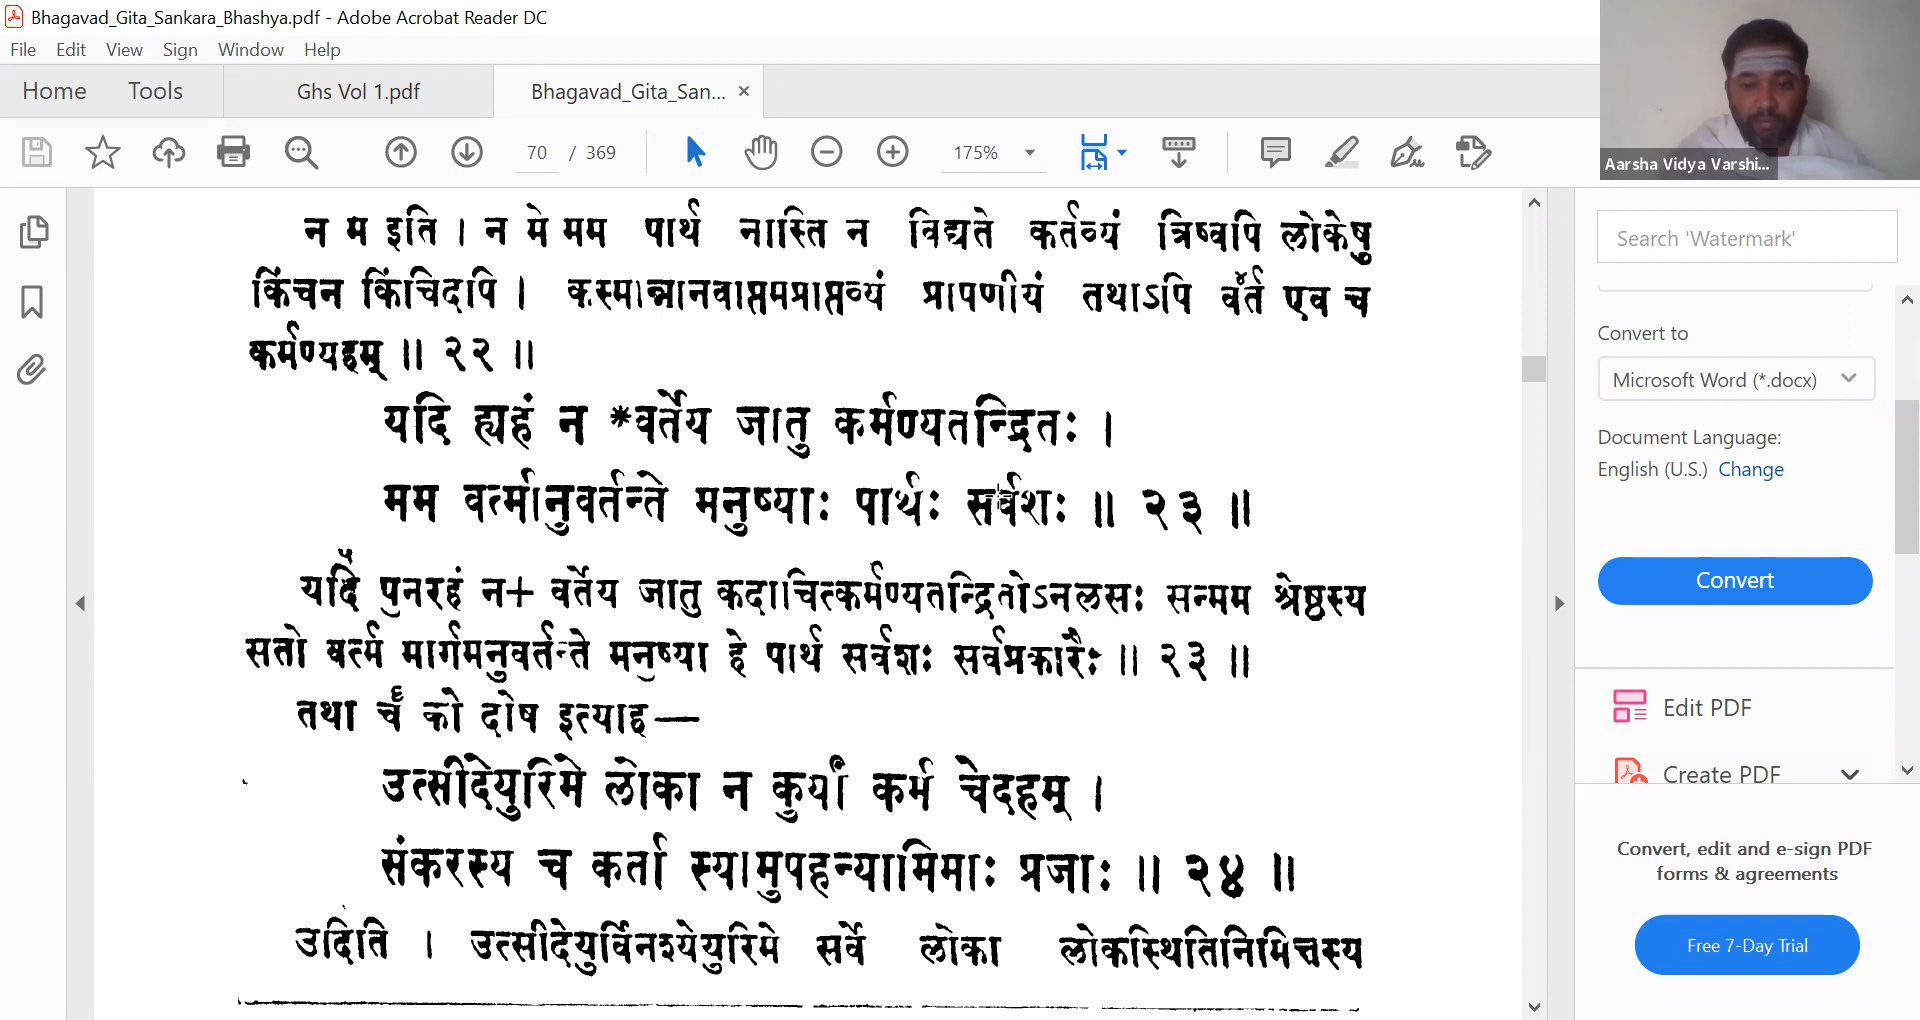 Bhagavad_Gita_Sankara_Bhashya.pdf - Adobe Acrobat Reader DC
File Edit View Sign Window Help
Home Tools Ghs Vol 1.pdf Bhagavad_Gita_San... ×
70 / 369 175%
Aarsha Vidya Varshi...
न म इति । न मे मम पार्थ नास्ति न विद्यते कर्तव्यं त्रिष्वपि लोकेषु
किंचन किंचिदपि । कस्मान्नानवाप्तमप्राप्तव्यं प्रापणीयं तथाऽपि वर्त एव च
कर्मण्यहम् ॥ २२ ॥
यदि ह्यहं न *वर्तेय जातु कर्मण्यतन्द्रितः ।
मम वर्त्मानुवर्तन्ते मनुष्याः पार्थः सर्वशः ॥ २३ ॥
यदि पुनरहं न+ वर्तेय जातु कदाचित्कर्मण्यतन्द्रितोऽनलसः सन्मम श्रेष्ठस्य
सतो वर्त्म मार्गमनुवर्तन्ते मनुष्या हे पार्थ सर्वशः सर्वप्रकारैः ॥ २३ ॥
तथा च को दोष इत्याह—
उत्सीदेयुरिमे लोका न कुर्यां कर्म चेदहम् ।
संकरस्य च कर्ता स्यामुपहन्यामिमाः प्रजाः ॥ २४ ॥
उदिति । उत्सीदेयुर्विनश्येयुरिमे सर्वे लोका लोकस्थितिनिमित्तस्य
Search 'Watermark'
Convert to
Microsoft Word (*.docx)
Document Language:
English (U.S.) Change
Convert
Edit PDF
Create PDF
Convert, edit and e-sign PDF
forms & agreements
Free 7-Day Trial